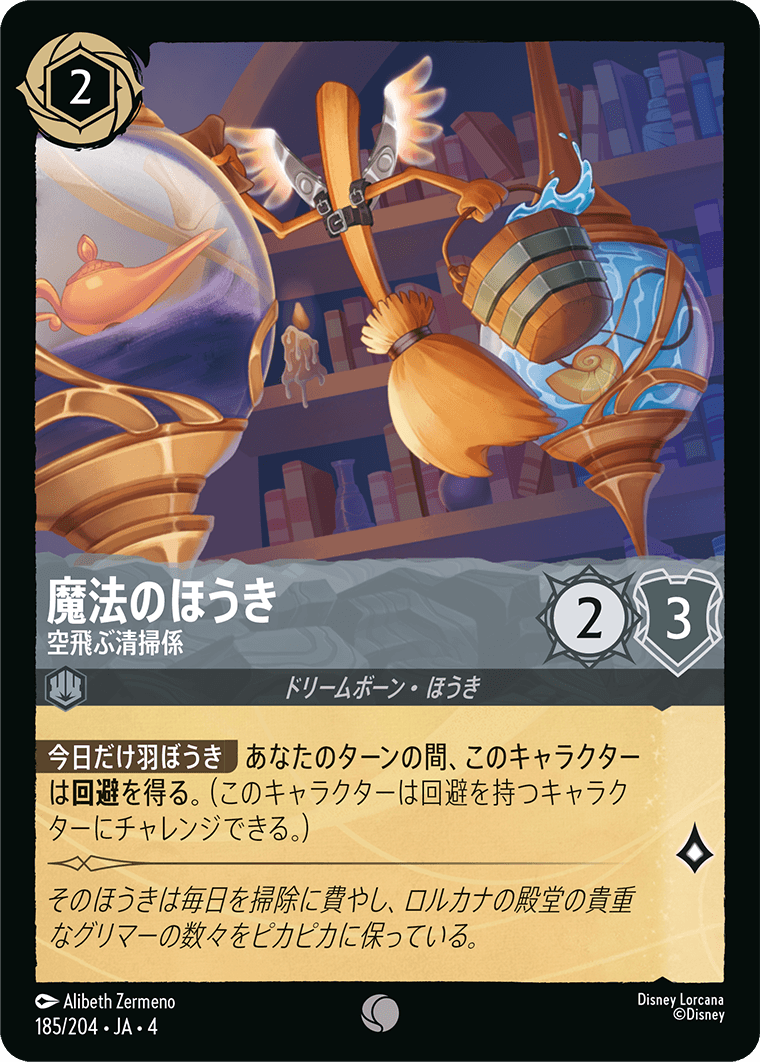 2
魔法のほうき
空飛ぶ清掃係
2
3
ドリームボーン・ほうき
今日だけ羽ぼうき あなたのターンの間、このキャラクター
は回避を得る。(このキャラクターは回避を持つキャラク
ターにチャレンジできる。)
そのほうきは毎日を掃除に費やし、ロルカナの殿堂の貴重
なグリマーの数々をピカピカに保っている。
Alibeth Zermeno
185/204・JA・4
Disney Lorcana
©Disney